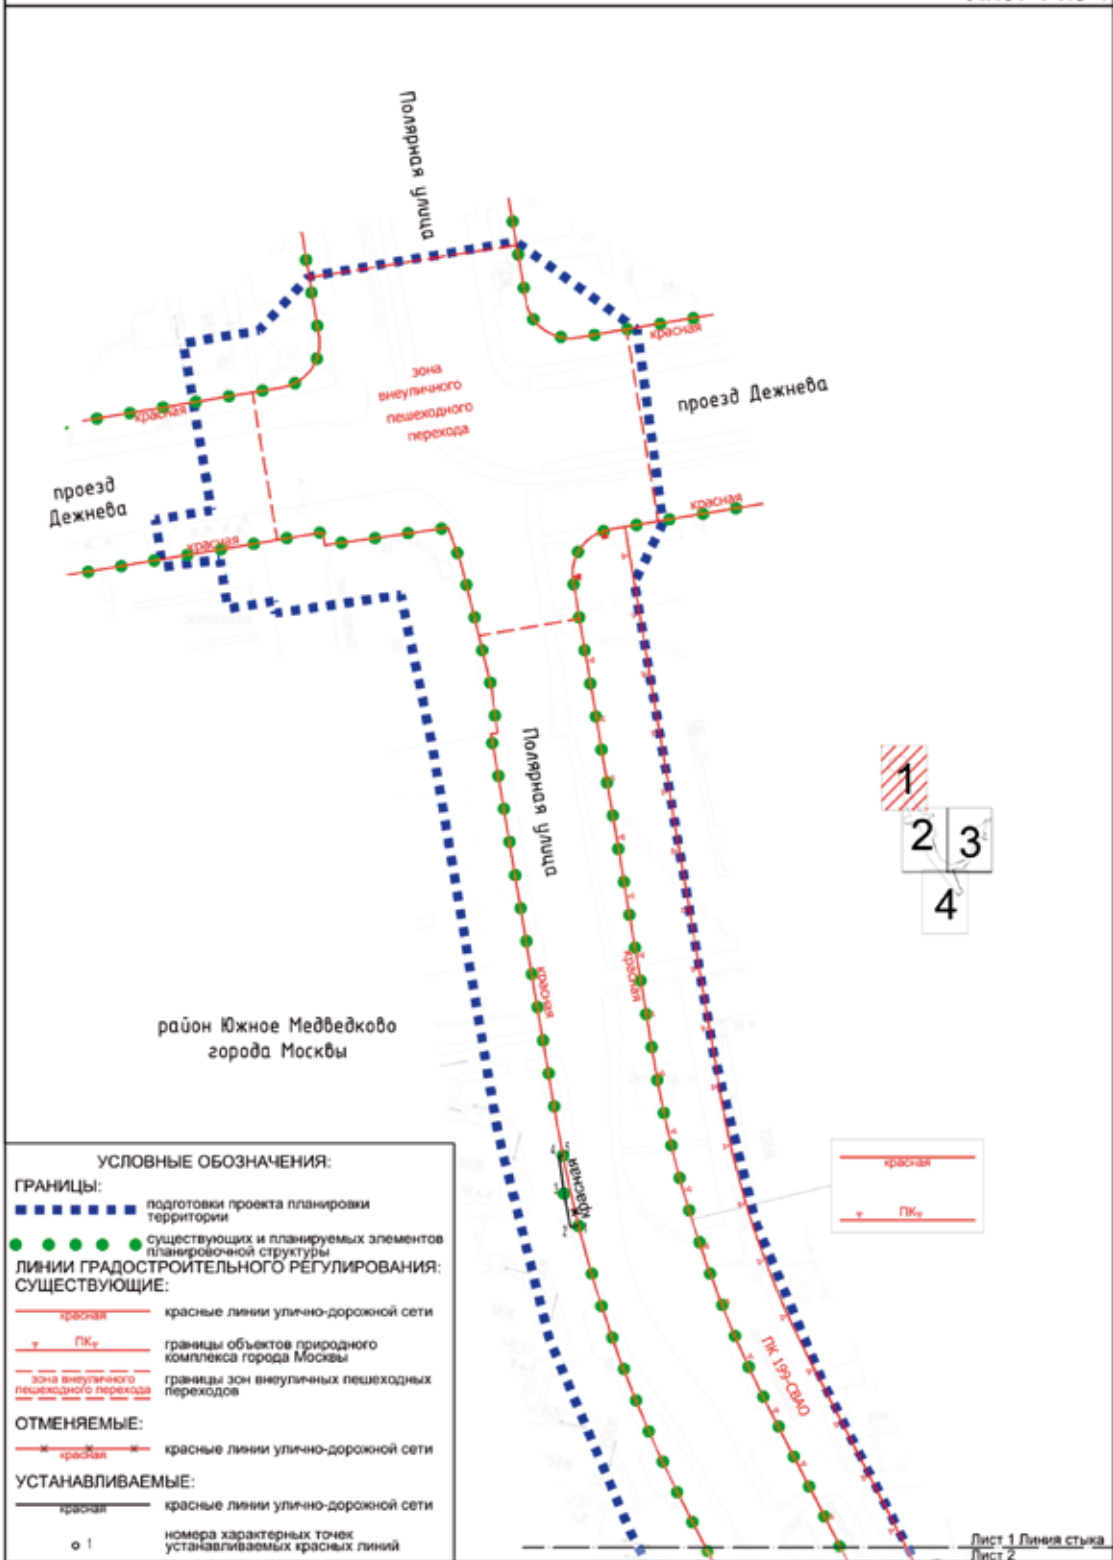 Полярная улица
красная
зона
внеуличного
пешеходного
перехода
проезд Дежнева
красная
проезд
Дежнева
красная
красная
Полярная улица
1
2
3
4
красная
красная
район Южное Медведково
города Москвы
4
5
3
2
красная
красная
ПК
ПК 199-СВАО
УСЛОВНЫЕ ОБОЗНАЧЕНИЯ:
ГРАНИЦЫ:
подготовки проекта планировки
территории
существующих и планируемых элементов
планировочной структуры
ЛИНИИ ГРАДОСТРОИТЕЛЬНОГО РЕГУЛИРОВАНИЯ:
СУЩЕСТВУЮЩИЕ:
красная
красные линии улично-дорожной сети
ПК
границы объектов природного
комплекса города Москвы
зона внеуличного
пешеходного перехода
границы зон внеуличных пешеходных
переходов
ОТМЕНЯЕМЫЕ:
красная
красные линии улично-дорожной сети
УСТАНАВЛИВАЕМЫЕ:
красная
красные линии улично-дорожной сети
1
номера характерных точек
устанавливаемых красных линий
Лист 1 Линия стыка
Лист 2